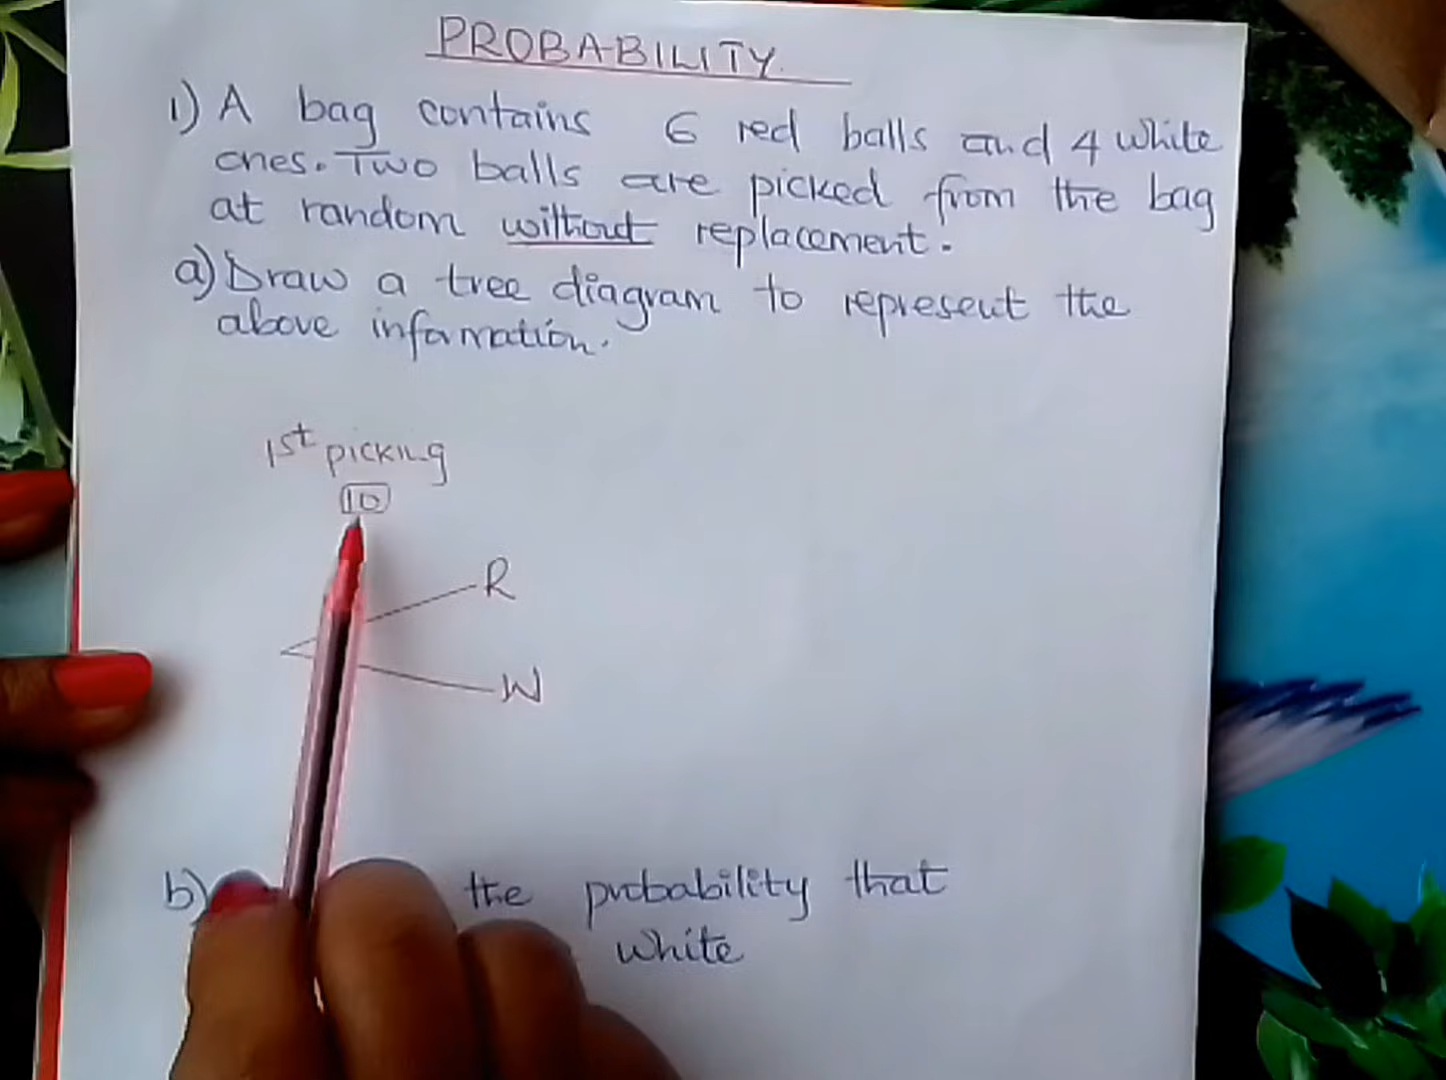 PROBABILITY.
1) A bag contains 6 red balls and 4 white
ones. Two balls are picked from the bag
at random without replacement.
a) Draw a tree diagram to represent the
above information.
1st picking
10
R
W
b) the probability that
white